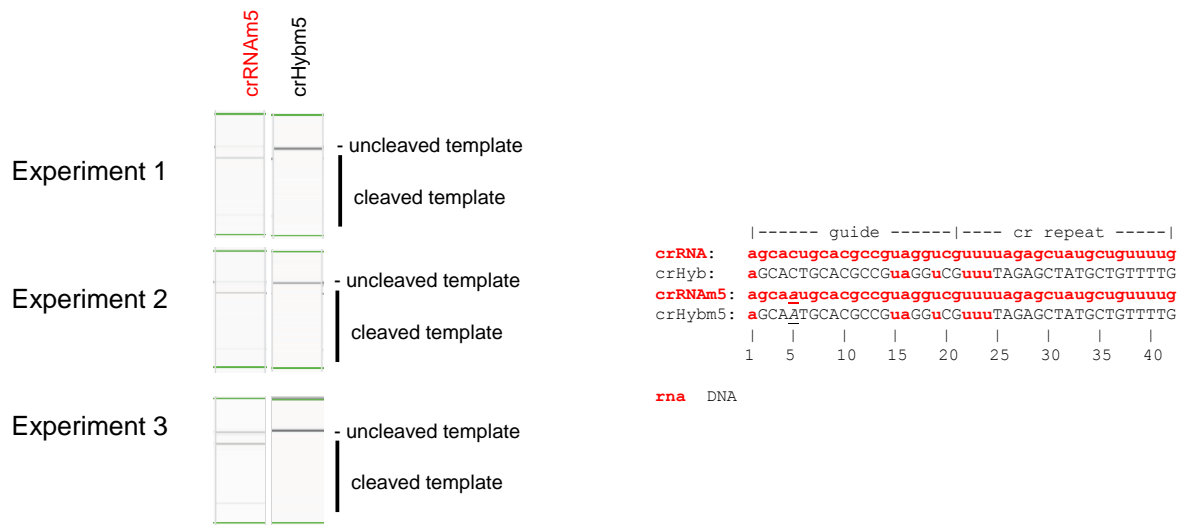 crRNAm5 crHybm5
Experiment 1
- uncleaved template
cleaved template
Experiment 2
- uncleaved template
cleaved template
Experiment 3
- uncleaved template
cleaved template
|------ guide ------|---- cr repeat -----|
crRNA: agcacugcacgccguaggucguuuuagagcuaugcuguuuug
crHyb: aGCACTGCACGCCGuaGGuCGuuuTAGAGCTATGCTGTTTTG
crRNAm5: agcaaugcacgccguaggucguuuuagagcuaugcuguuuug
crHybm5: aGCAATGCACGCCGuaGGuCGuuuTAGAGCTATGCTGTTTTG
| | | | | | | | |
1 5 10 15 20 25 30 35 40
rna DNA